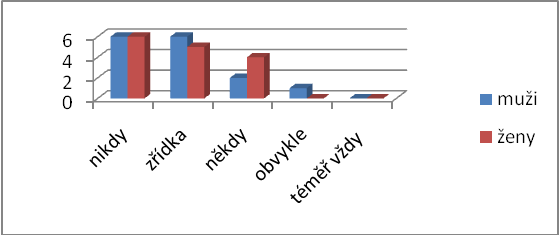 6
4
2
0
nikdy
zřídka
někdy
obvykle
téměř vždy
muži
ženy